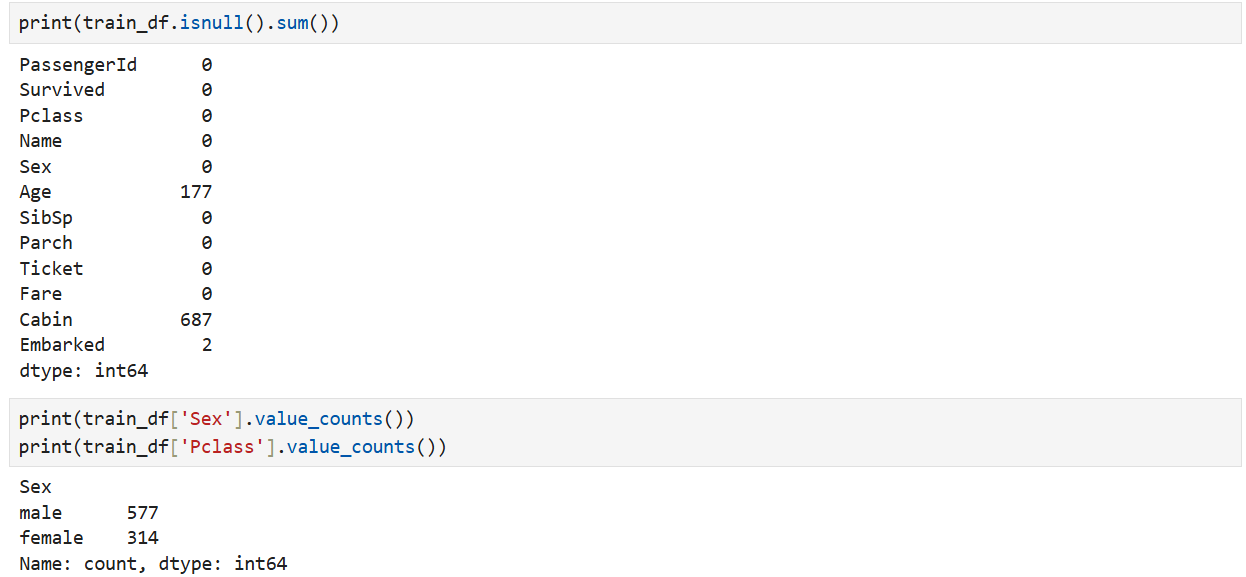 print(train_df.isnull().sum())
PassengerId      0
Survived         0
Pclass           0
Name             0
Sex              0
Age            177
SibSp            0
Parch            0
Ticket           0
Fare             0
Cabin          687
Embarked         2
dtype: int64
print(train_df['Sex'].value_counts())
print(train_df['Pclass'].value_counts())
Sex
male      577
female    314
Name: count, dtype: int64